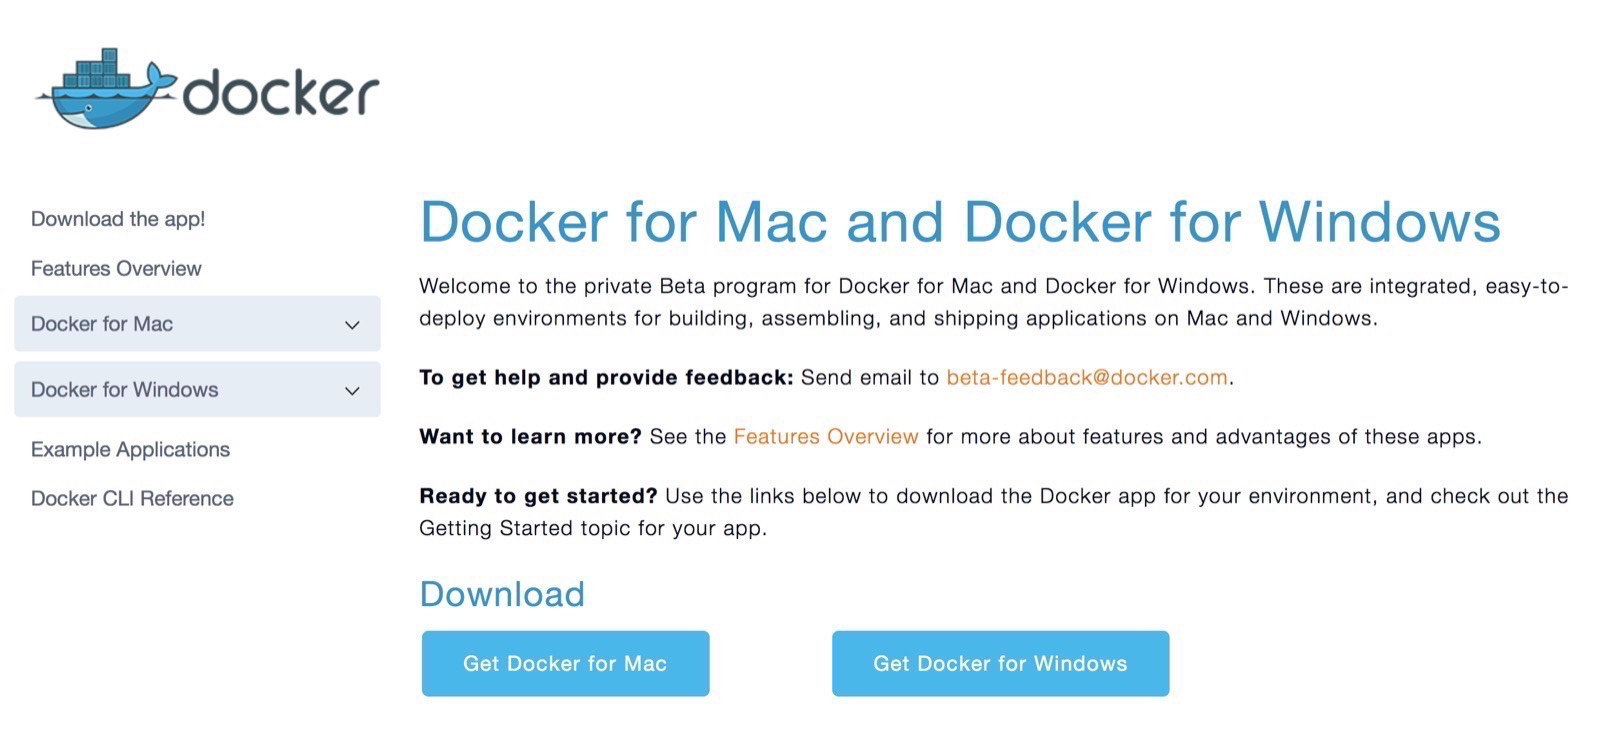 docker
Download the app!
Features Overview
Docker for Mac
Docker for Windows
Example Applications
Docker CLI Reference
Docker for Mac and Docker for Windows
Welcome to the private Beta program for Docker for Mac and Docker for Windows. These are integrated, easy-to-
deploy environments for building, assembling, and shipping applications on Mac and Windows.
To get help and provide feedback: Send email to beta-feedback@docker.com.
Want to learn more? See the Features Overview for more about features and advantages of these apps.
Ready to get started? Use the links below to download the Docker app for your environment, and check out the
Getting Started topic for your app.
Download
Get Docker for Mac
Get Docker for Windows